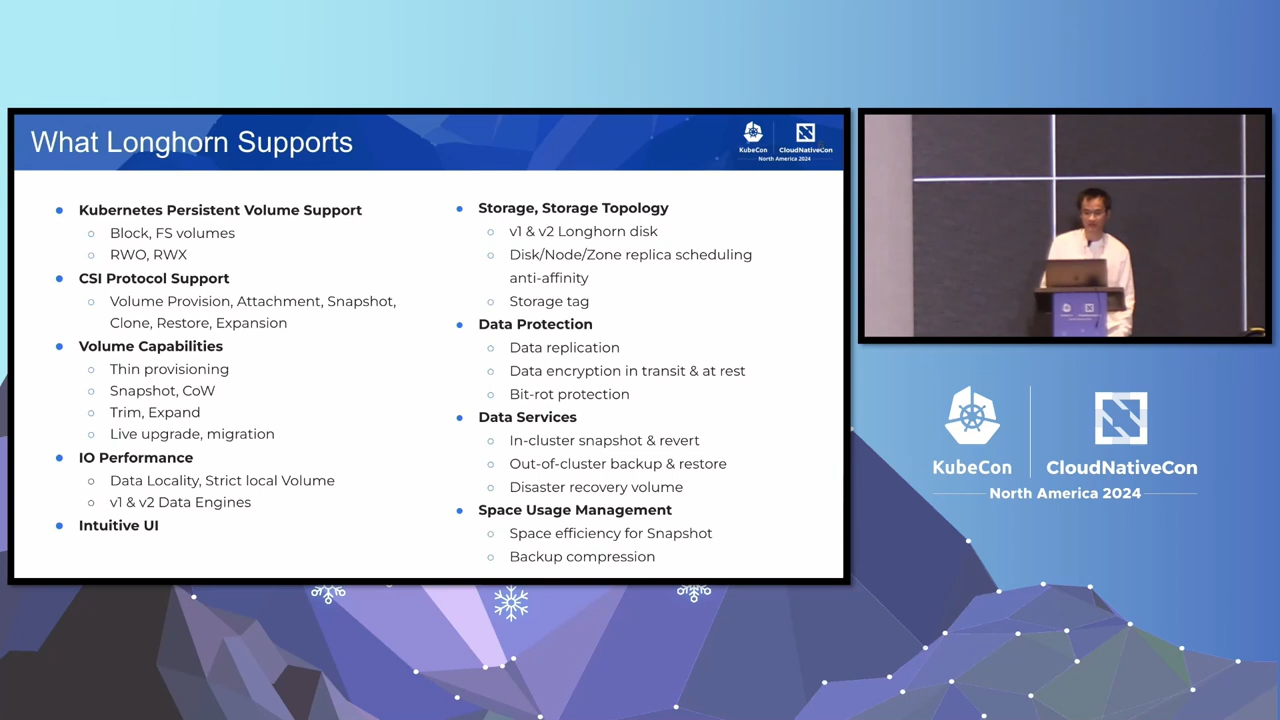 What Longhorn Supports
KubeCon
CloudNativeCon
North America 2024
Kubernetes Persistent Volume Support
Block, FS volumes
RWO, RWX
CSI Protocol Support
Volume Provision, Attachment, Snapshot,
Clone, Restore, Expansion
Volume Capabilities
Thin provisioning
Snapshot, CoW
Trim, Expand
Live upgrade, migration
IO Performance
Data Locality, Strict local Volume
v1 & v2 Data Engines
Intuitive UI
Storage, Storage Topology
v1 & v2 Longhorn disk
Disk/Node/Zone replica scheduling
anti-affinity
Storage tag
Data Protection
Data replication
Data encryption in transit & at rest
Bit-rot protection
Data Services
In-cluster snapshot & revert
Out-of-cluster backup & restore
Disaster recovery volume
Space Usage Management
Space efficiency for Snapshot
Backup compression
KubeCon
CloudNativeCon
North America 2024